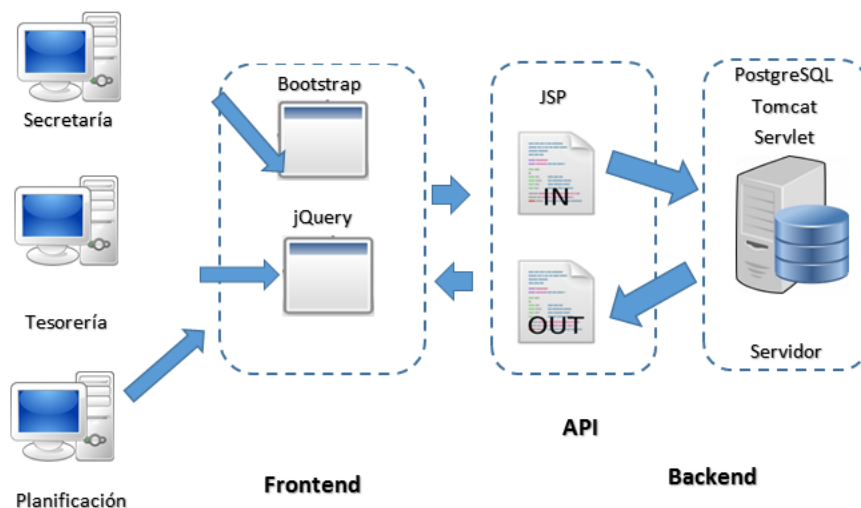 Secretaría
Tesorería
Planificación
Bootstrap
jQuery
Frontend
JSP
IN
OUT
API
PostgreSQL
Tomcat
Servlet
Servidor
Backend